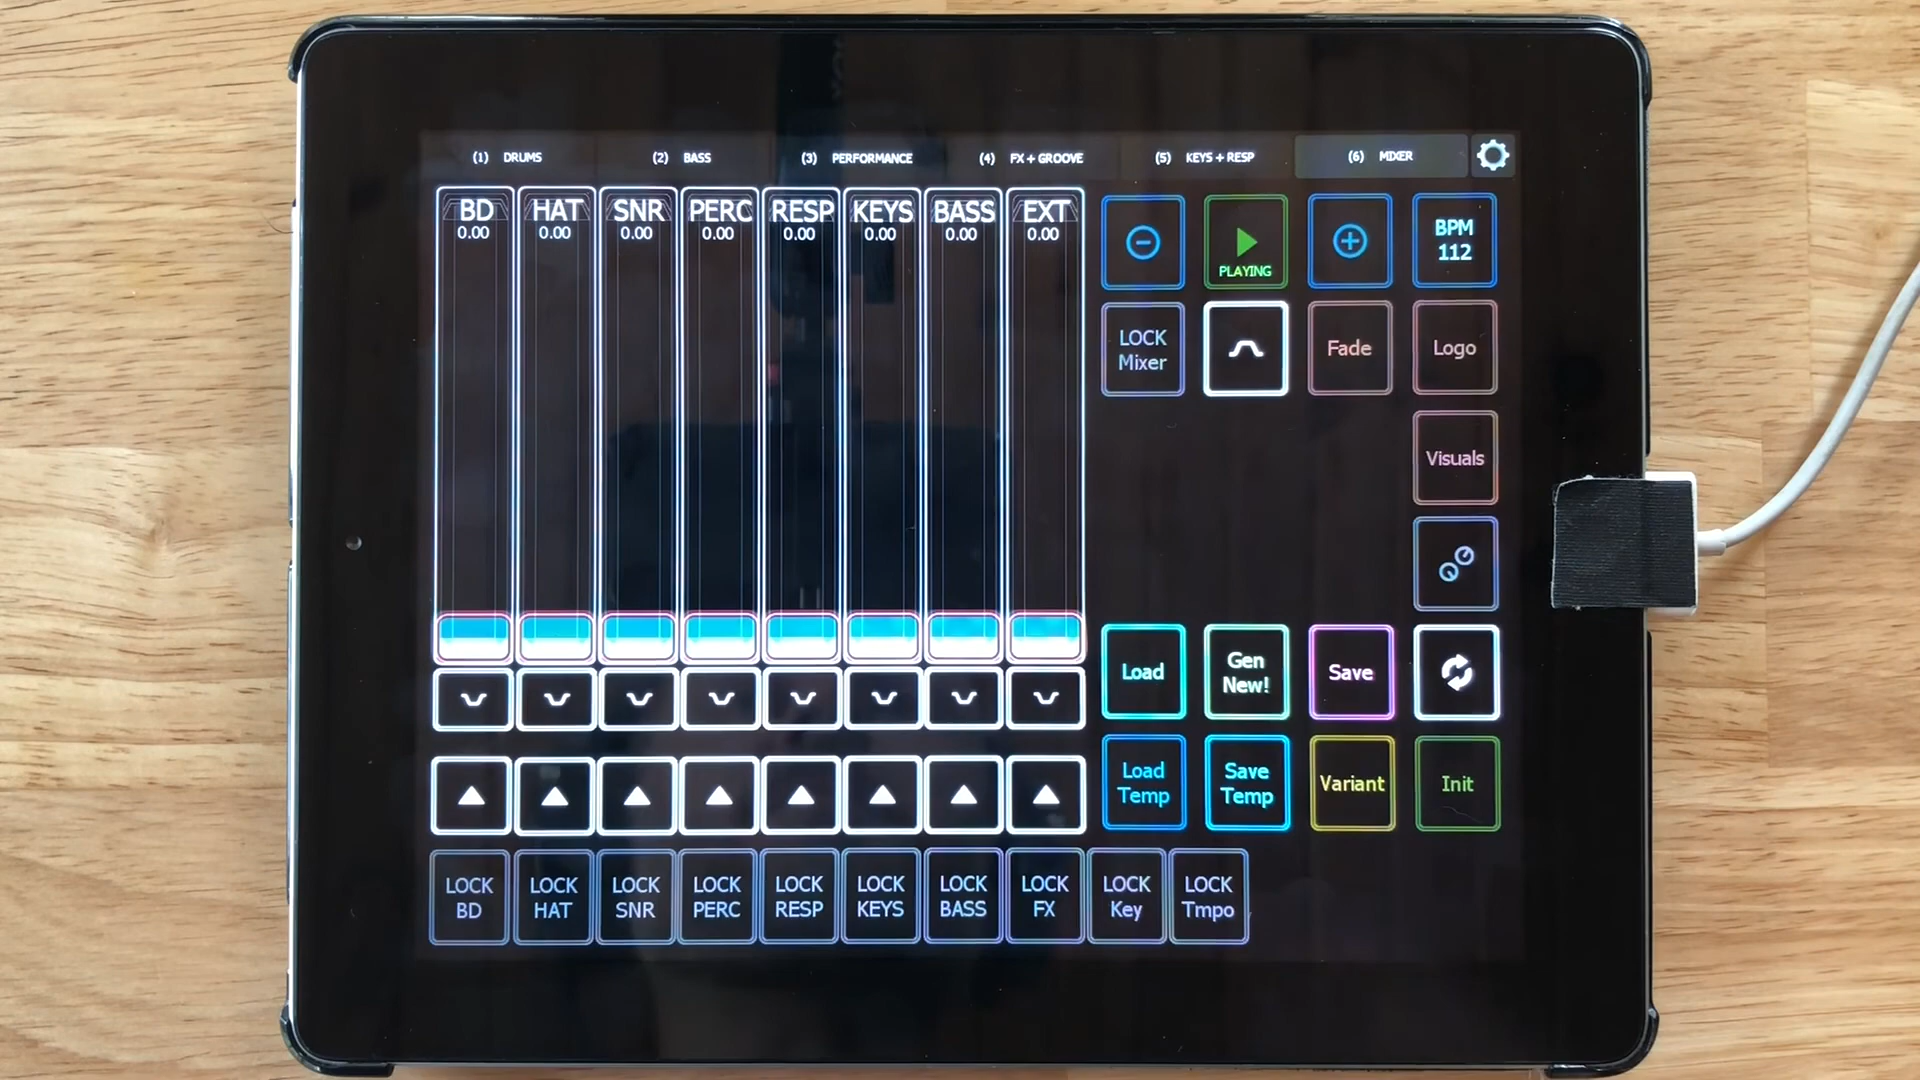 (1) DRUMS (2) BASS (3) PERFORMANCE (4) FX + GROOVE (5) KEYS + RESP (6) MIXER
BD HAT SNR PERC RESP KEYS BASS EXT
0.00 0.00 0.00 0.00 0.00 0.00 0.00 0.00
PLAYING
BPM
112
LOCK
Mixer
Fade
Logo
Visuals
Load
Gen
New!
Save
Load
Temp
Save
Temp
Variant
Init
LOCK
BD
LOCK
HAT
LOCK
SNR
LOCK
PERC
LOCK
RESP
LOCK
KEYS
LOCK
BASS
LOCK
FX
LOCK
Key
LOCK
Tmpo